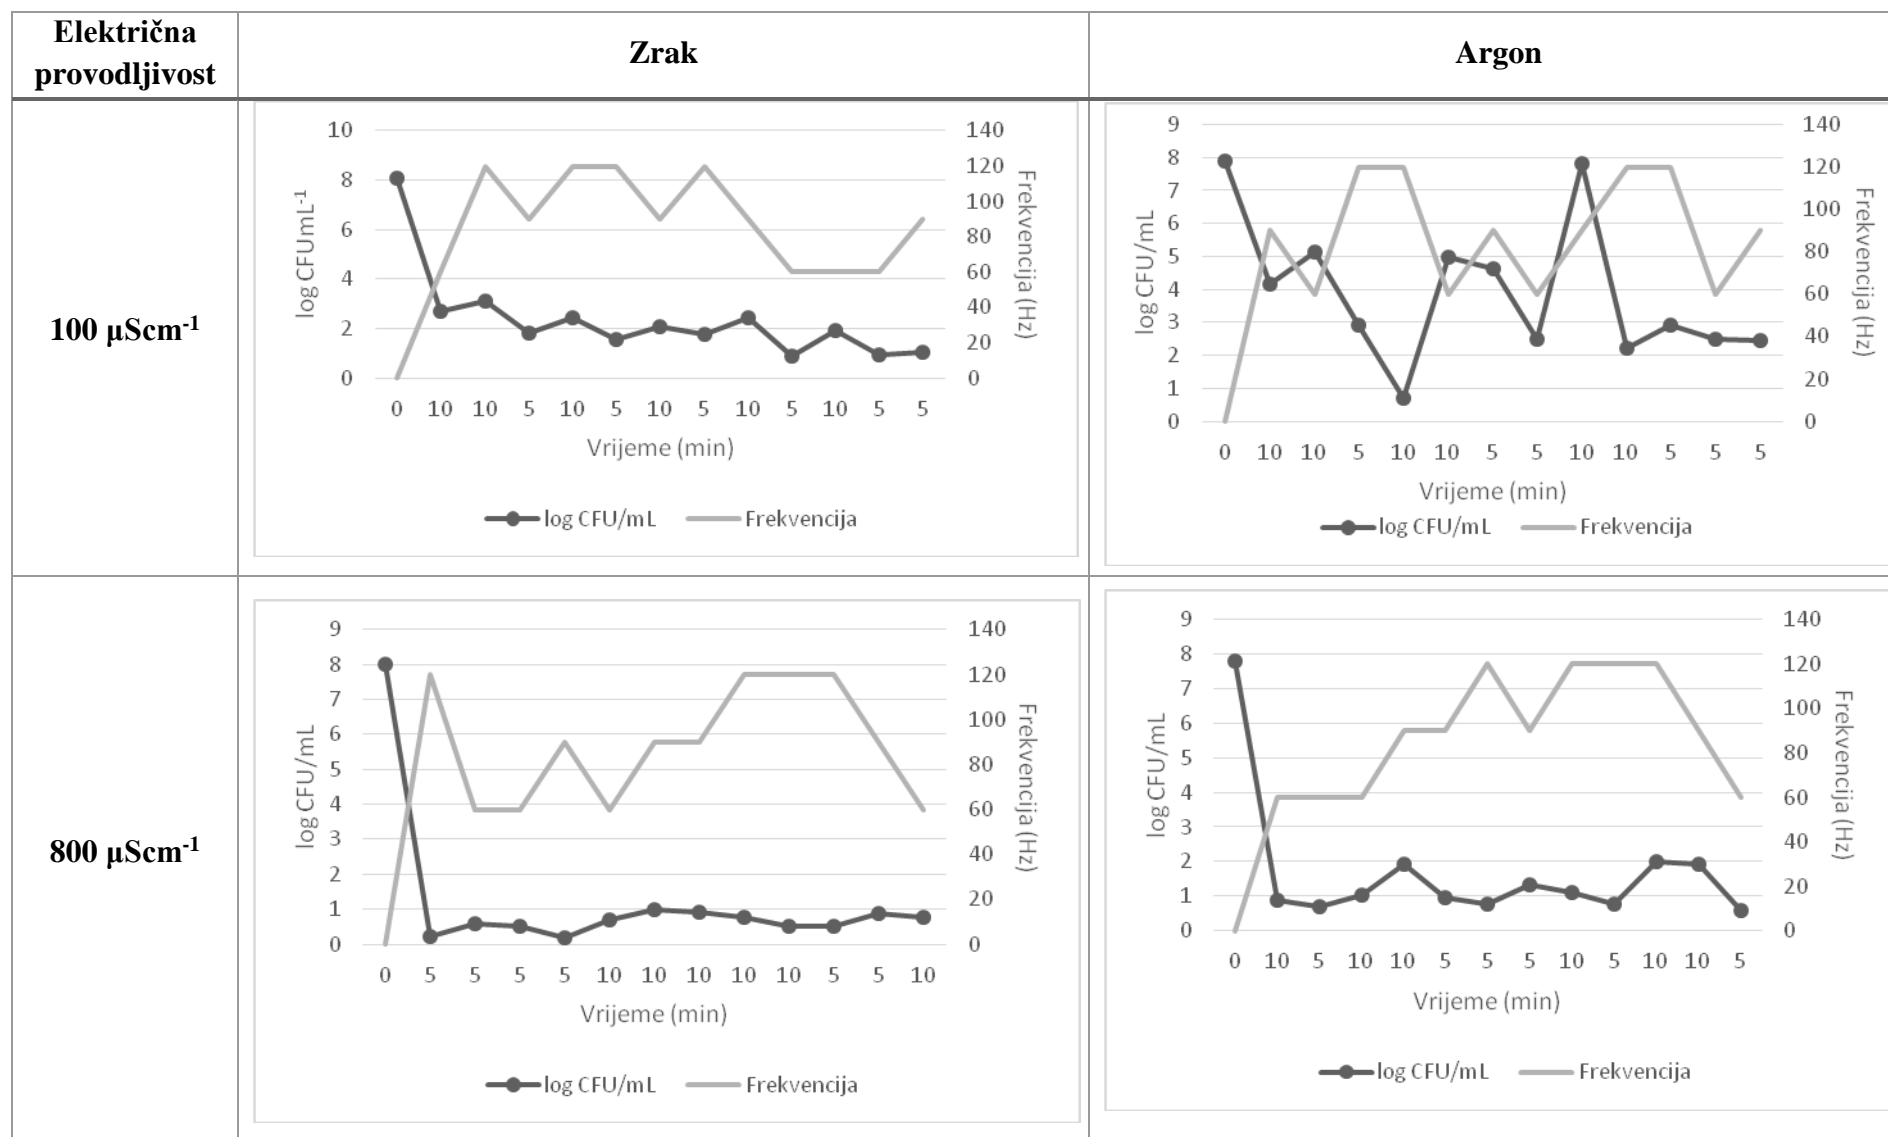 Električna
provodljivost
Zrak
Argon
100 µScm-1
10
8
6
4
2
0
log CFUmL-1
140
120
100
80
60
40
20
0
Frekvencija (Hz)
0 10 10 5 10 5 10 5 10 5 10 5 5
Vrijeme (min)
log CFU/mL Frekvencija
9
8
7
6
5
4
3
2
1
0
log CFU/mL
140
120
100
80
60
40
20
0
Frekvencija (Hz)
0 10 10 5 10 10 5 5 10 10 5 5 5
Vrijeme (min)
log CFU/mL Frekvencija
800 µScm-1
9
8
7
6
5
4
3
2
1
0
log CFU/mL
140
120
100
80
60
40
20
0
Frekvencija (Hz)
0 5 5 5 5 10 10 10 10 10 5 5 10
Vrijeme (min)
log CFU/mL Frekvencija
9
8
7
6
5
4
3
2
1
0
log CFU/mL
140
120
100
80
60
40
20
0
Frekvencija (Hz)
0 10 5 10 10 5 5 5 10 5 10 10 5
Vrijeme (min)
log CFU/mL Frekvencija